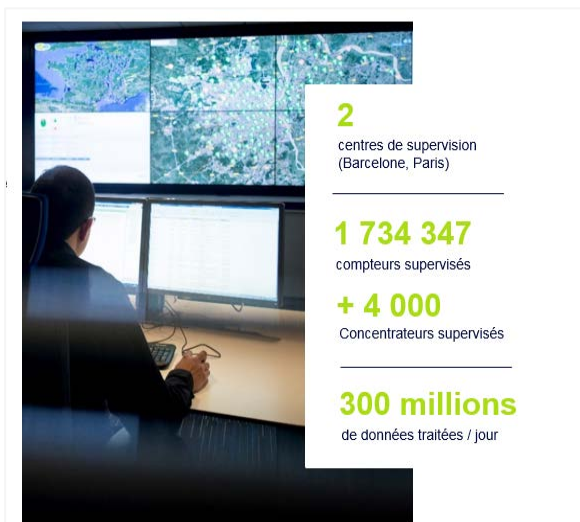 2
centres de supervision
(Barcelone, Paris)
1 734 347
compteurs supervisés
+ 4 000
Concentrateurs supervisés
300 millions
de données traitées / jour